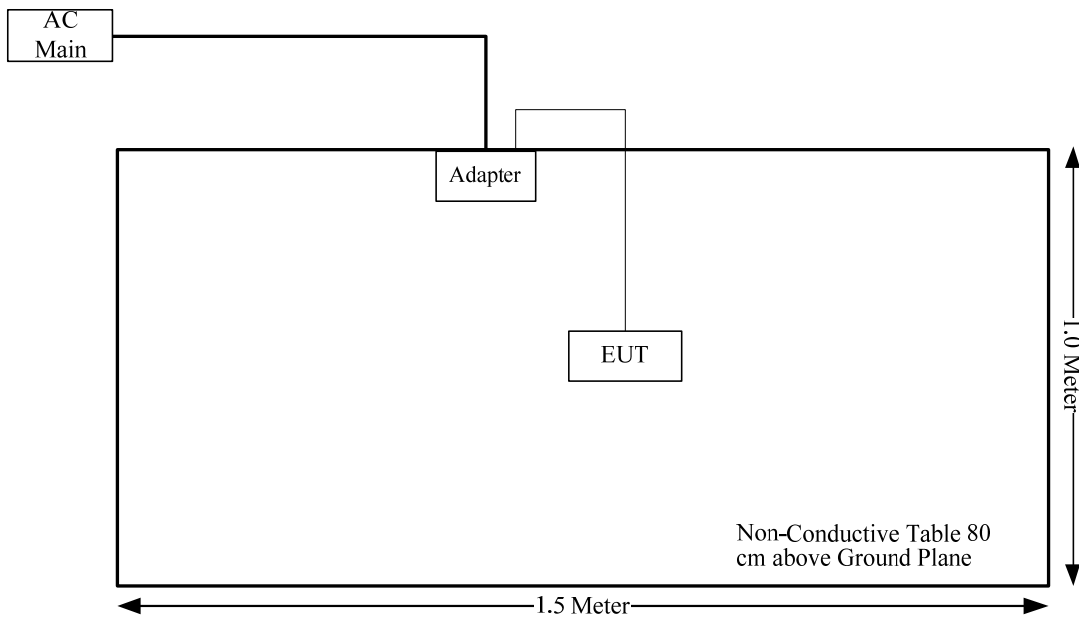 AC
Main
Adapter
EUT
1.0 Meter
Non-Conductive Table 80
cm above Ground Plane
1.5 Meter